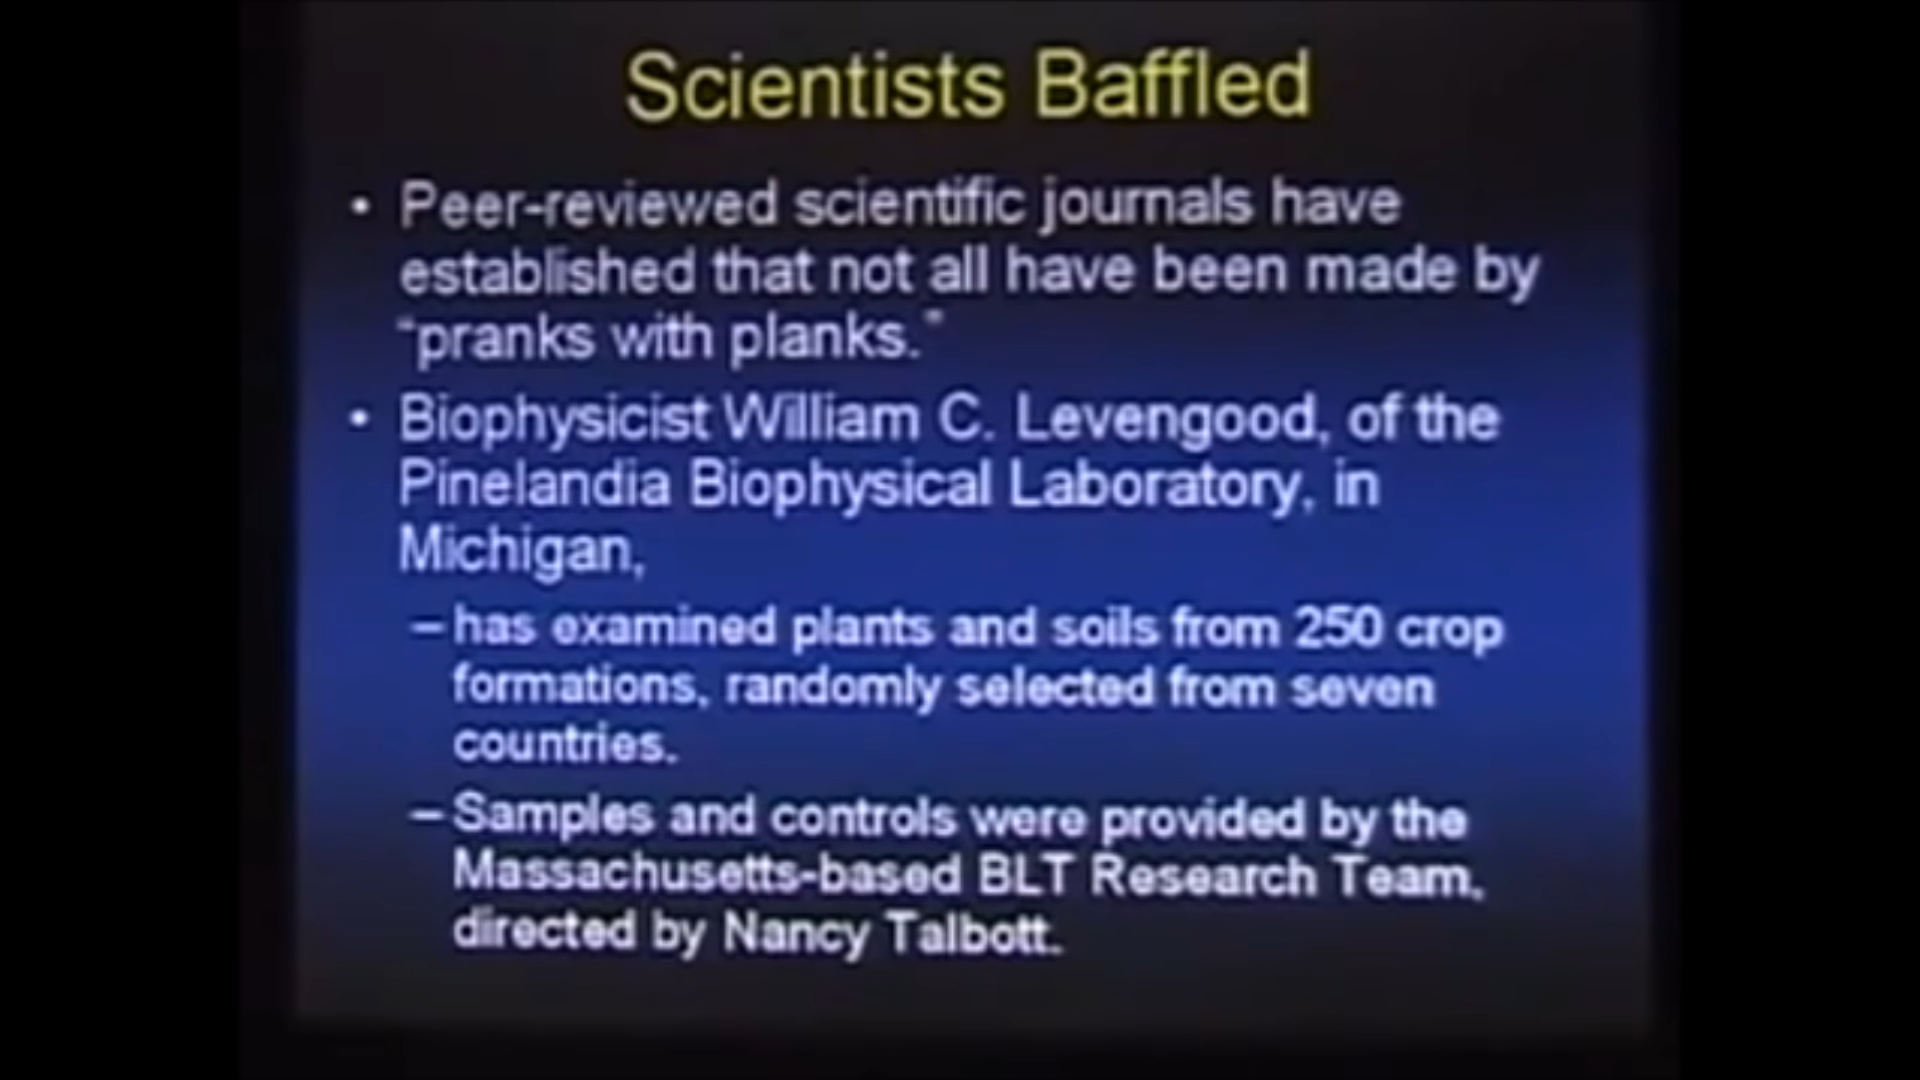 Scientists Baffled
• Peer-reviewed scientific journals have
established that not all have been made by
“pranks with planks.”
• Biophysicist William C. Levengood, of the
Pinelandia Biophysical Laboratory, in
Michigan,
– has examined plants and soils from 250 crop
formations, randomly selected from seven
countries.
– Samples and controls were provided by the
Massachusetts-based BLT Research Team,
directed by Nancy Talbott.